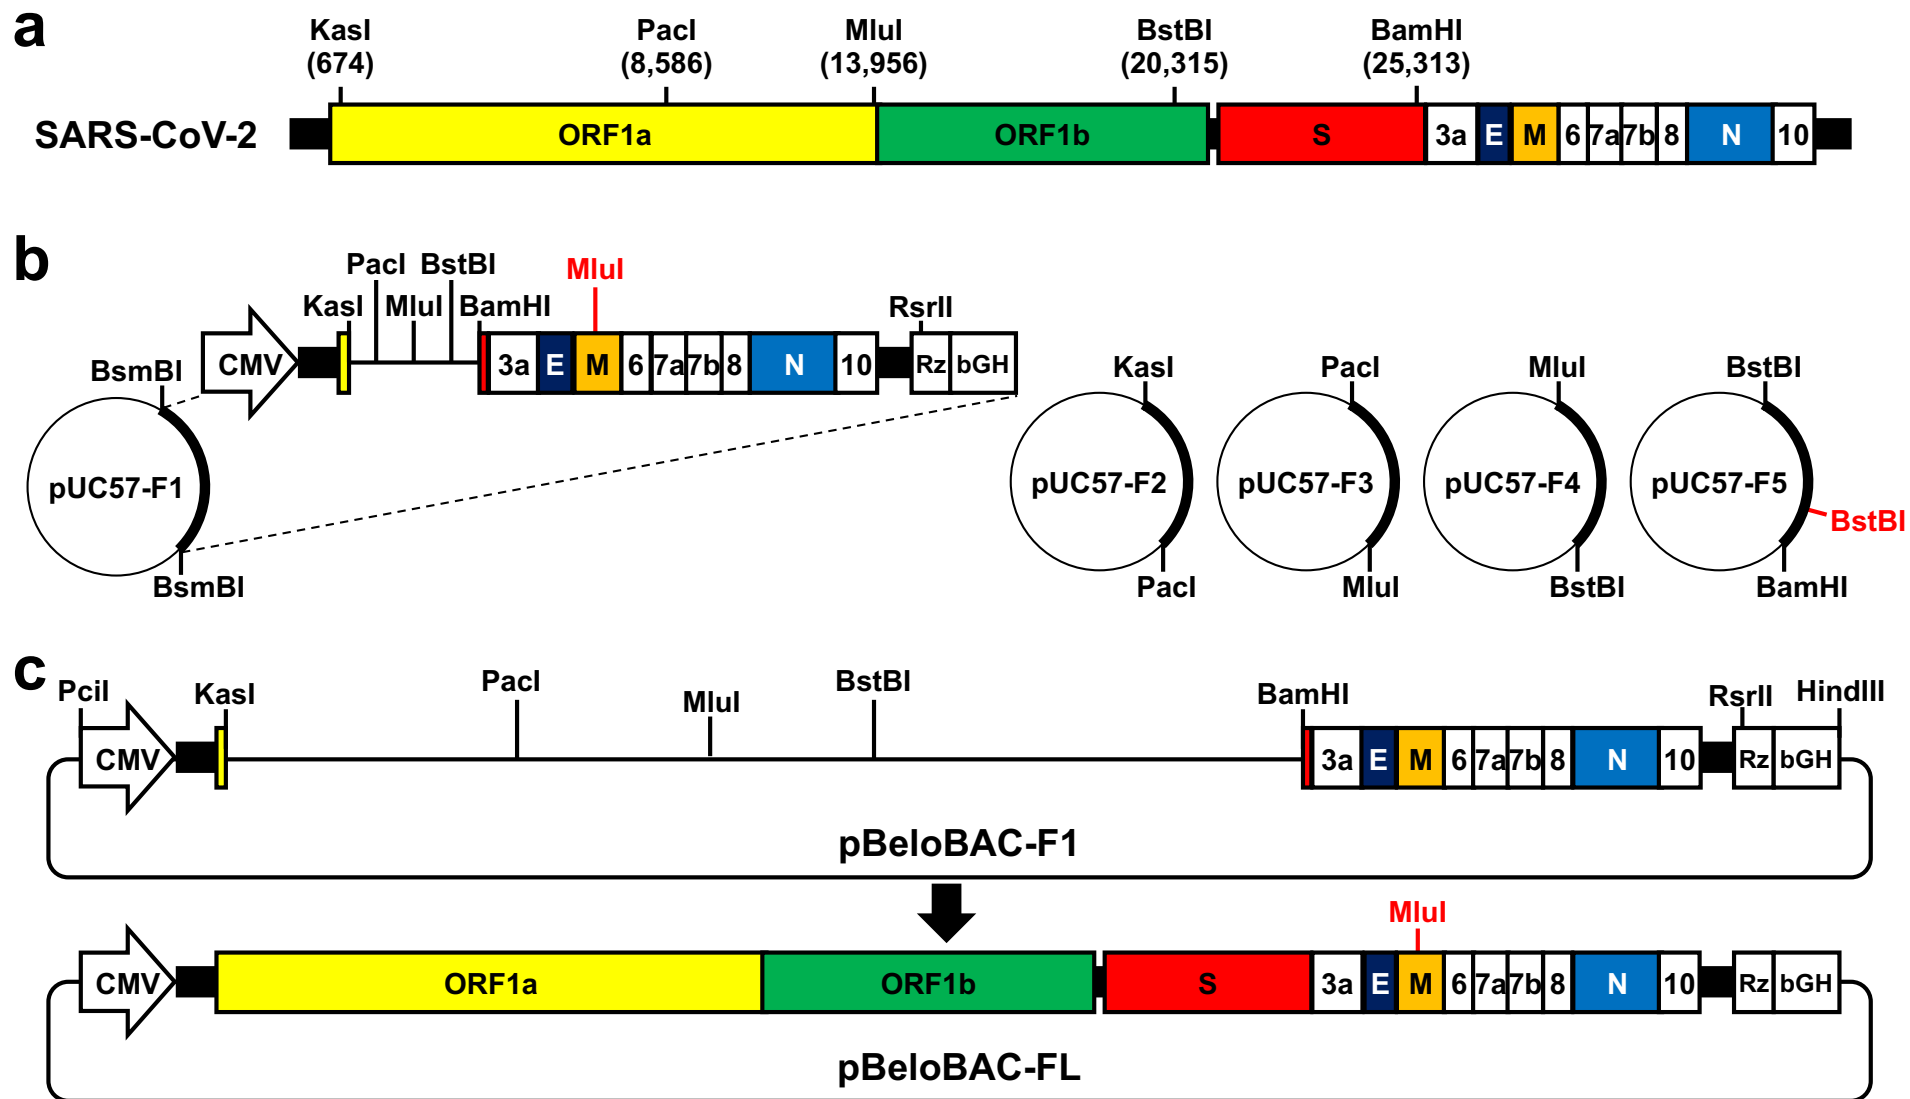 a
KasI PacI MluI BstBI BamHI
(674) (8,586) (13,956) (20,315) (25,313)
SARS-CoV-2 ORF1a ORF1b S 3a E M 6 7a 7b 8 N 10
b
PacI BstBI MluI
KasI MluI BamHI RsrII
BsmBI CMV 3a E M 6 7a 7b 8 N 10 Rz bGH
KasI PacI MluI BstBI
pUC57-F1 pUC57-F2 pUC57-F3 pUC57-F4 pUC57-F5
BstBI
BsmBI PacI MluI BstBI BamHI
c
PciI KasI PacI MluI BstBI BamHI RsrII HindIII
CMV 3a E M 6 7a 7b 8 N 10 Rz bGH
pBeloBAC-F1
MluI
CMV ORF1a ORF1b S 3a E M 6 7a 7b 8 N 10 Rz bGH
pBeloBAC-FL